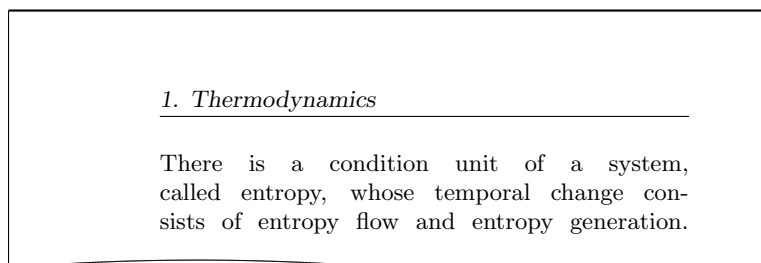 1. Thermodynamics
There is a condition unit of a system,
called entropy, whose temporal change con-
sists of entropy flow and entropy generation.